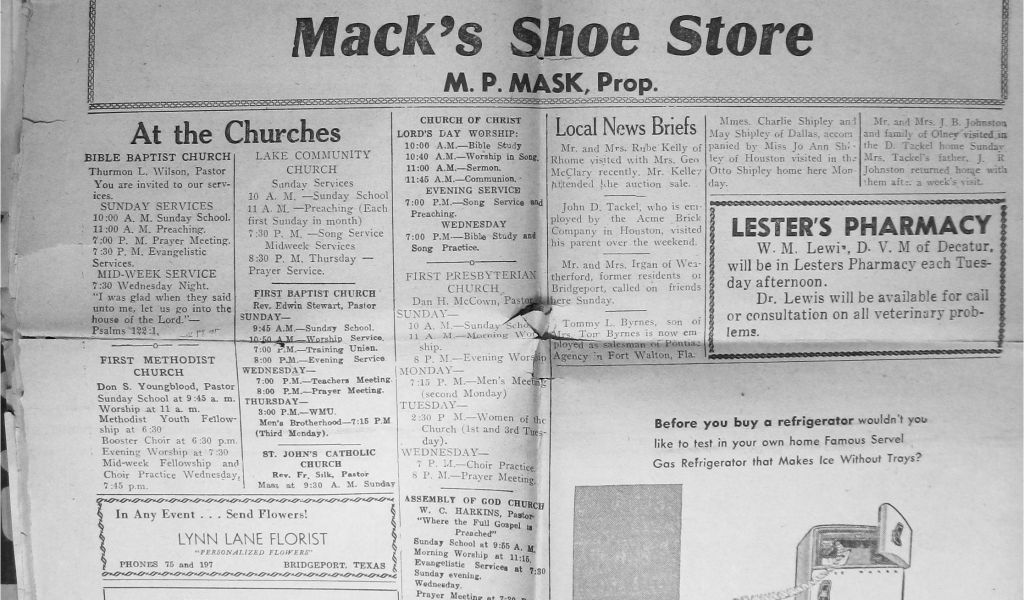 Mack's Shoe Store
M. P. MASK, Prop.
At the Churches
BIBLE BAPTIST CHURCH
Thurmon L. Wilson, Pastor
You are invited to our serv-
ices.
SUNDAY SERVICES
10:00 A. M. Sunday School.
11:00 A. M. Preaching.
7:00 P. M. Prayer Meeting.
7:30 P. M. Evangelistic
Services.
MID-WEEK SERVICE
7:30 Wednesday Night.
"I was glad when they said
unto me, let us go into the
house of the Lord."—
Psalms 122:1,
FIRST METHODIST
CHURCH
Don S. Youngblood, Pastor
Sunday School at 9:45 a. m.
Worship at 11 a. m.
Methodist Youth Fellow-
ship at 6:30
Booster Choir at 6:30 p.m.
Evening Worship at 7:30
Mid-week Fellowship and
Choir Practice Wednesday,
7:45 p.m.
LAKE COMMUNITY
CHURCH
Sunday Services
10 A. M. —Sunday School
11 A. M.—Preaching (Each
first Sunday in month)
7:30 P. M. —Song Service
Midweek Services
8:30 P. M. Thursday —
Prayer Service.
FIRST BAPTIST CHURCH
Rev. Edwin Stewart, Pastor
SUNDAY—
9:45 A.M.—Sunday School.
10:50 A.M.—Worship Service.
7:00 P.M.—Training Union.
8:00 P.M.—Evening Service
WEDNESDAY—
7:00 P.M.—Teachers Meeting.
8:00 P.M.—Prayer Meeting.
THURSDAY—
3:00 P.M.—WMU.
Men's Brotherhood—7:15 P.M
(Third Monday).
ST. JOHN'S CATHOLIC
CHURCH
Rev. Fr. Silk, Pastor
Mass at 9:30 A. M. Sunday
In Any Event . . . Send Flowers!
LYNN LANE FLORIST
"PERSONALIZED FLOWERS"
PHONES 75 and 197 BRIDGEPORT, TEXAS
CHURCH OF CHRIST
LORD'S DAY WORSHIP:
10:00 A.M.—Bible Study
10:40 A.M.—Worship in Song.
11:00 A.M.—Sermon.
11:45 A.M.—Communion.
EVENING SERVICE
7:00 P.M.—Song Service and
Preaching.
WEDNESDAY
7:00 P.M—Bible Study and
Song Practice.
FIRST PRESBYTERIAN
CHURCH
Dan H. McCown, Pastor
SUNDAY—
10 A. M.—Sunday School
11 A. M.—Morning Wor
ship.
8 P. M.—Evening Worship
MONDAY—
7:15 P. M.—Men's Meeting
(second Monday)
TUESDAY—
2:30 P M.—Women of the
Church (1st and 3rd Tues-
day).
WEDNESDAY—
7 P. M.—Choir Practice.
8 P. M.—Prayer Meeting.
ASSEMBLY OF GOD CHURCH
W. C. HARKINS, Pastor
"Where the Full Gospel is
Preached"
Sunday School at 9:55 A. M.
Morning Worship at 11:15.
Evangelistic Services at 7:30
Sunday evening.
Wednesday.
Prayer Meeting at 7:30
Local News Briefs
Mr. and Mrs. Rube Kelly of
Rhome visited with Mrs. Geo
McClary recently. Mr. Kelley
attended the auction sale.
John D. Tackel, who is em-
ployed by the Acme Brick
Company in Houston, visited
his parent over the weekend.
Mr. and Mrs. Irgan of Wea-
therford, former residents of
Bridgeport, called on friends
here Sunday.
Tommy L. Byrnes, son of
Mrs. Tom Byrnes is now em-
ployed as salesman of Pontiac
Agency in Fort Walton, Fla.
Mmes. Charlie Shipley and
May Shipley of Dallas, accom
panied by Miss Jo Ann Ship-
ley of Houston visited in the
Otto Shipley home here Mon-
day.
Mr. and Mrs. J. B. Johnston
and family of Olney visited in
the D. Tackel home Sunday
Mrs. Tackel's father, J. R
Johnston returned home with
them after a week's visit.
LESTER'S PHARMACY
W. M. Lewis, D. V. M of Decatur,
will be in Lesters Pharmacy each Tues-
day afternoon.
Dr. Lewis will be available for call
or consultation on all veterinary prob-
lems.
Before you buy a refrigerator wouldn't you
like to test in your own home Famous Servel
Gas Refrigerator that Makes Ice Without Trays?